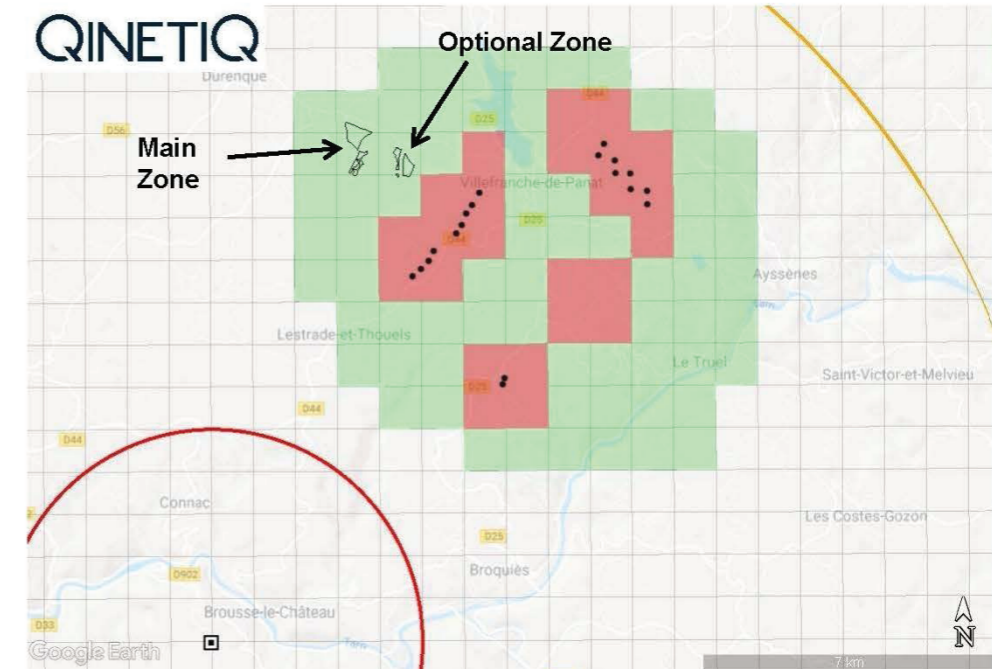 QINETIQ
Optional Zone
Durenque
D44
D25
D56
Main
Zone
Villefranche-de-Panat
D25
D44
Ayssènes
Tarn
Lestrade-et-Thouels
Le Truel
Saint-Victor-et-Melvieu
D25
D44
D44
Connac
Les Costes-Gozon
D25
D902
Broquiès
Brousse-le-Château
D33
Tarn
N
Google Earth
7 km